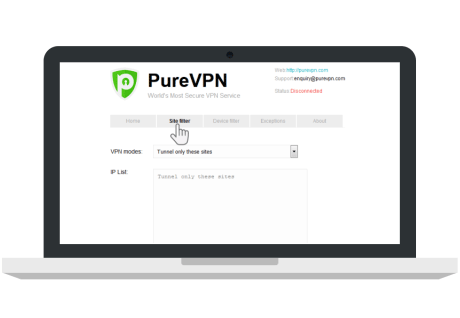 PureVPN
World's Most Secure VPN Service
Web: http://purevpn.com
Support: enquiry@purevpn.com
Status: Disconnected
Home Site filter Device filter Exceptions About
VPN modes: Tunnel only these sites
IP List:
Tunnel only these sites